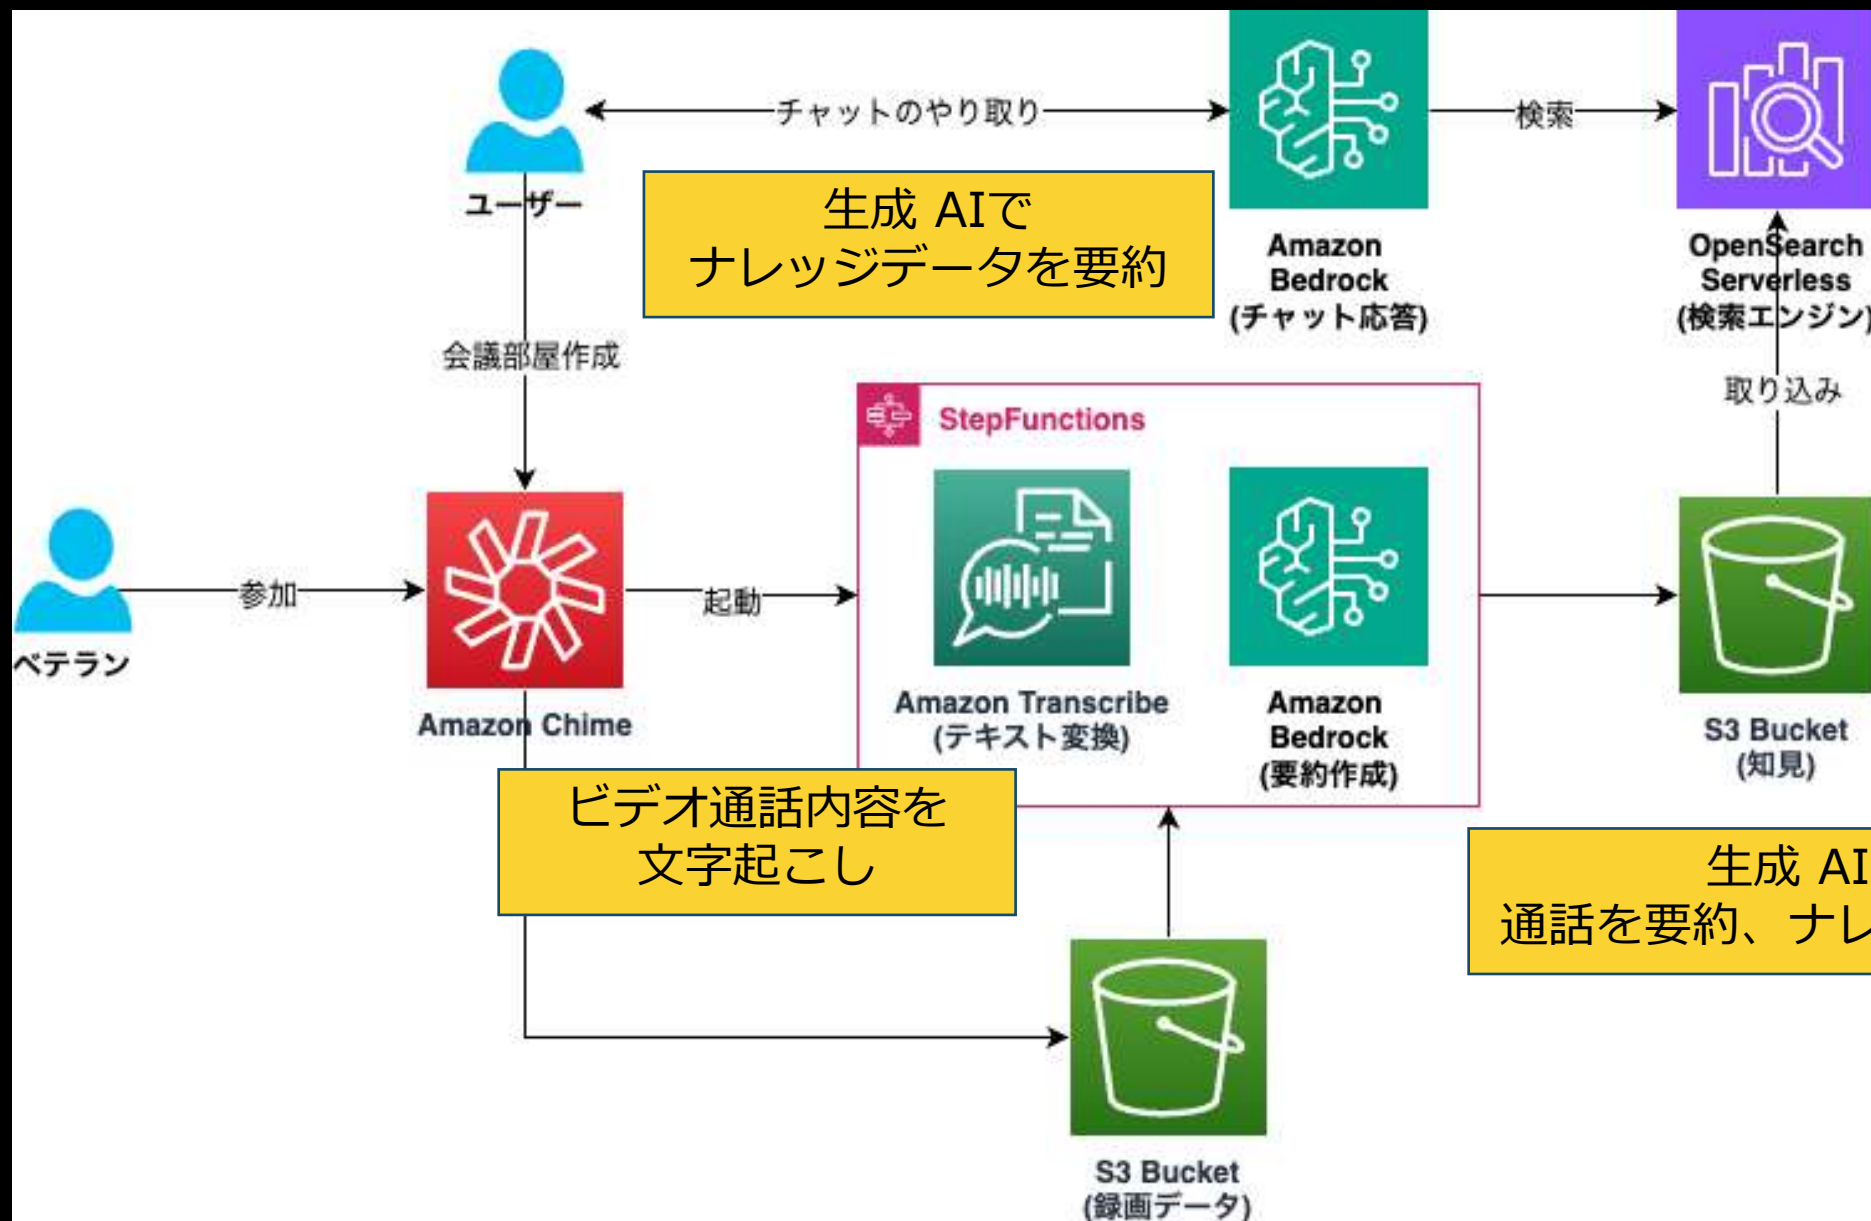 チャットのやり取り
検索
ユーザー
生成 AIで
ナレッジデータを要約
Amazon
Bedrock
(チャット応答)
OpenSearch
Serverless
(検索エンジン)
会議部屋作成
取り込み
StepFunctions
参加
起動
ベテラン
Amazon Chime
Amazon Transcribe
(テキスト変換)
Amazon
Bedrock
(要約作成)
S3 Bucket
(知見)
ビデオ通話内容を
文字起こし
生成 AI
通話を要約、ナレ
S3 Bucket
(録画データ)